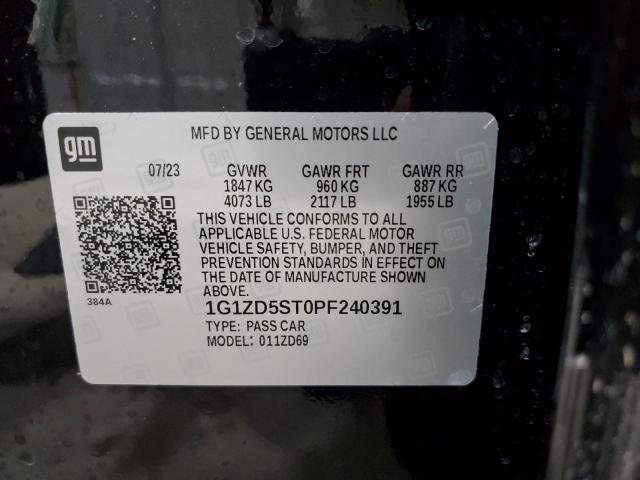 gm
MFD BY GENERAL MOTORS LLC
07/23 GVWR GAWR FRT GAWR RR
1847 KG 960 KG 887 KG
4073 LB 2117 LB 1955 LB
THIS VEHICLE CONFORMS TO ALL
APPLICABLE U.S. FEDERAL MOTOR
VEHICLE SAFETY, BUMPER, AND THEFT
PREVENTION STANDARDS IN EFFECT ON
THE DATE OF MANUFACTURE SHOWN
ABOVE.
384A
1G1ZD5ST0PF240391
TYPE: PASS CAR
MODEL: 011ZD69